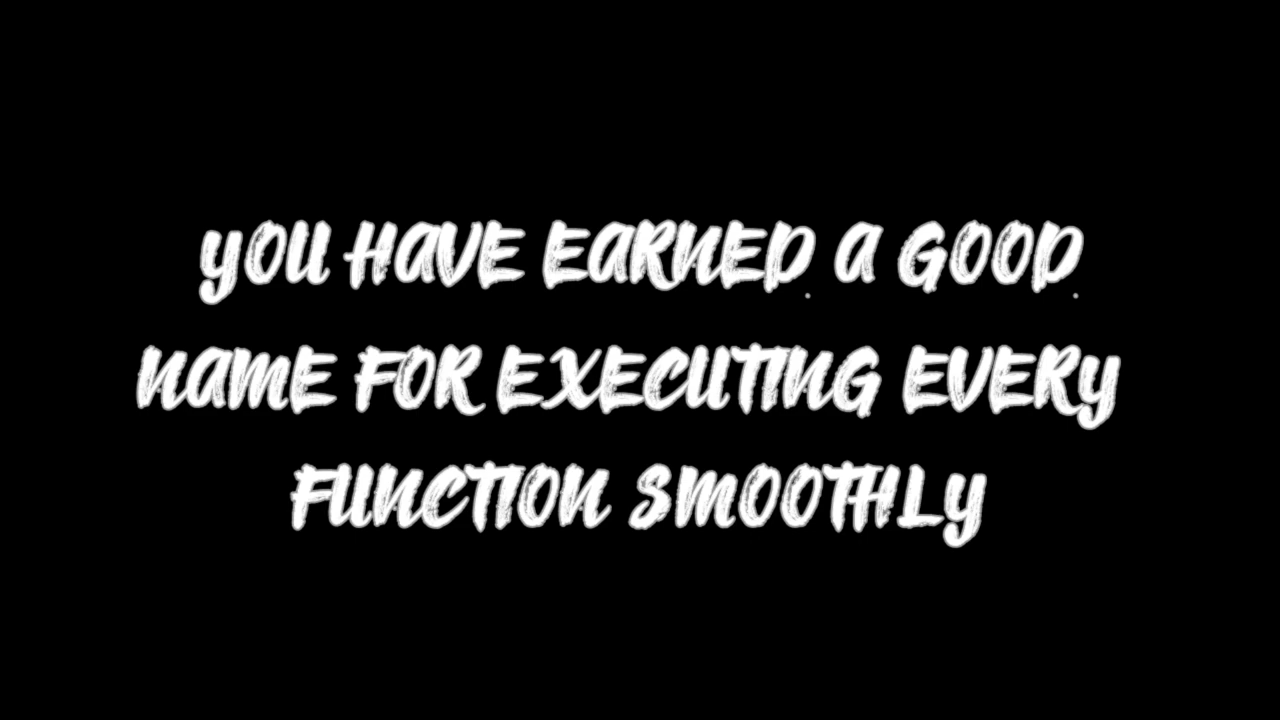 YOU HAVE EARNED A GOOD
NAME FOR EXECUTING EVERY
FUNCTION SMOOTHLY